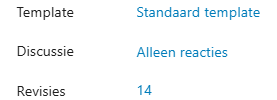 Template Standaard template
Discussie Alleen reacties
Revisies 14